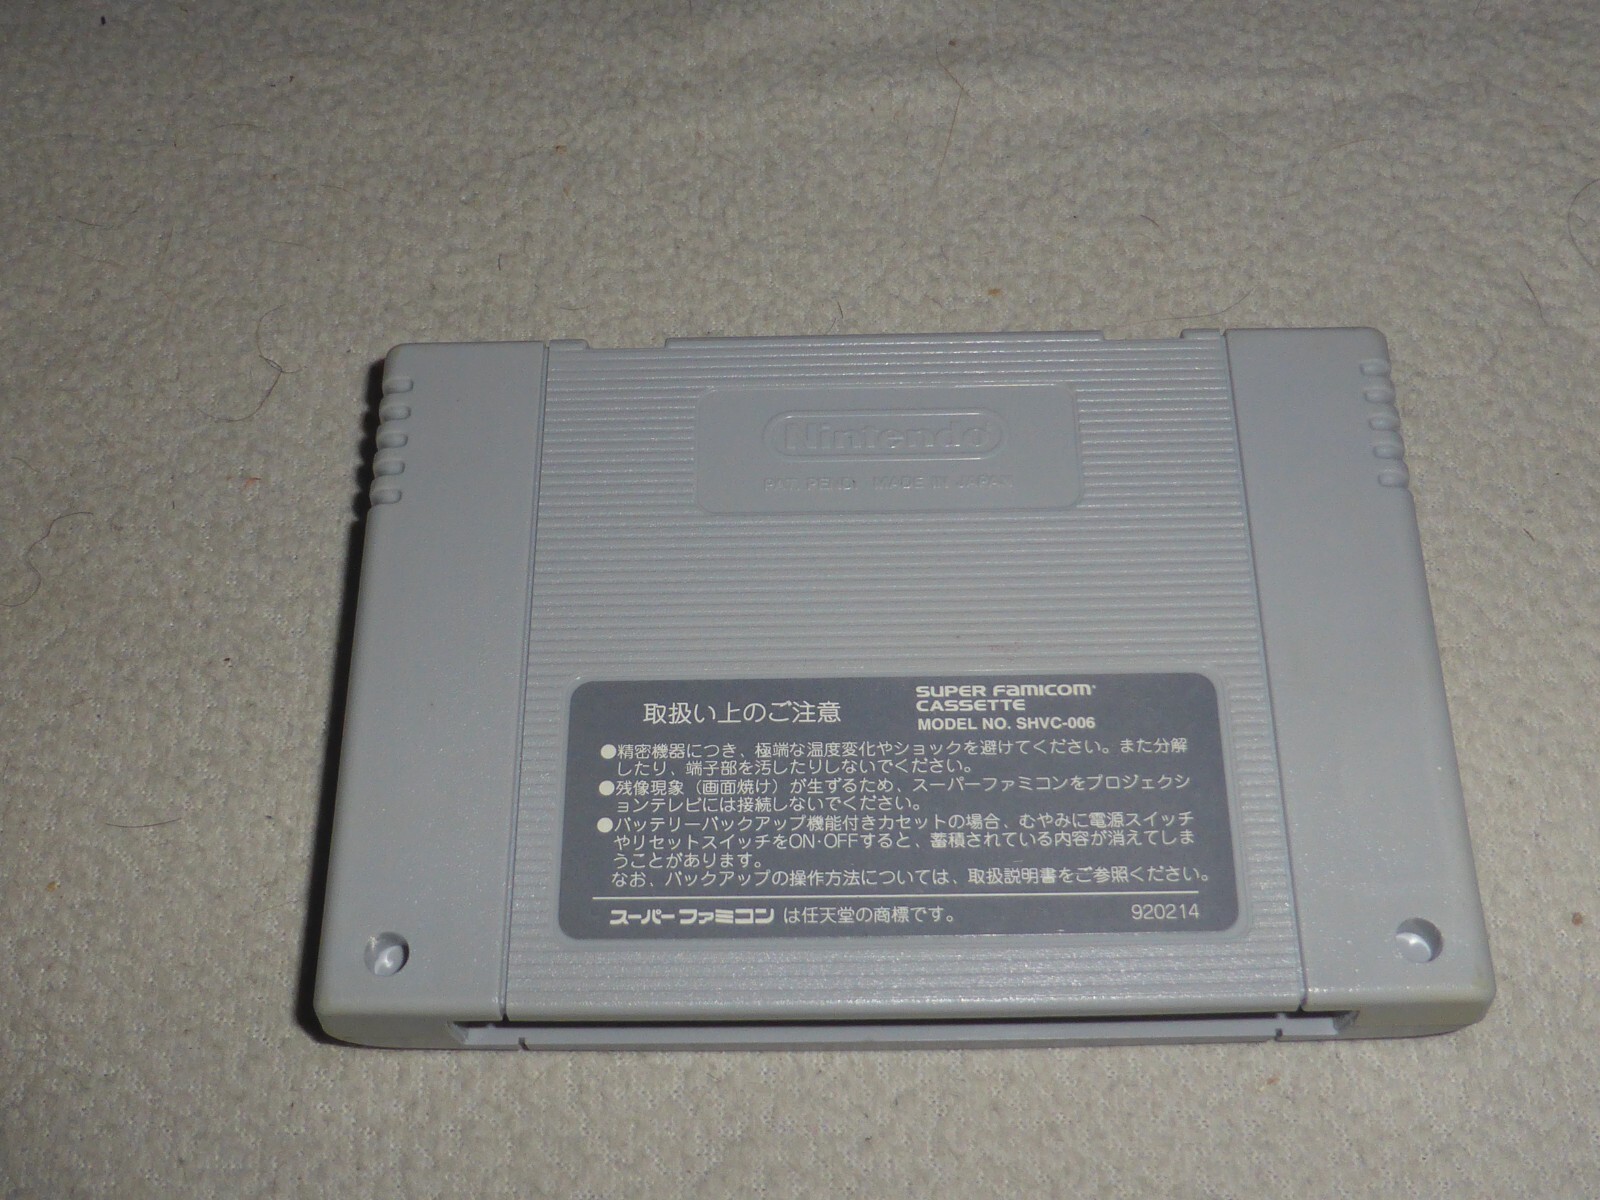 Nintendo
PAT. PEND. MADE IN JAPAN
取扱い上のご注意
SUPER FAMICOM
CASSETTE
MODEL NO. SHVC-006
●精密機器につき、極端な温度変化やショックを避けてください。また分解
したり、端子部を汚したりしないでください。
●残像現象（画面焼け）が生ずるため、スーパーファミコンをプロジェクシ
ョンテレビには接続しないでください。
●バッテリーバックアップ機能付きカセットの場合、むやみに電源スイッチ
やリセットスイッチをON·OFFすると、蓄積されている内容が消えてしま
うことがあります。
なお、バックアップの操作方法については、取扱説明書をご参照ください。
スーパーファミコン は任天堂の商標です。
920214